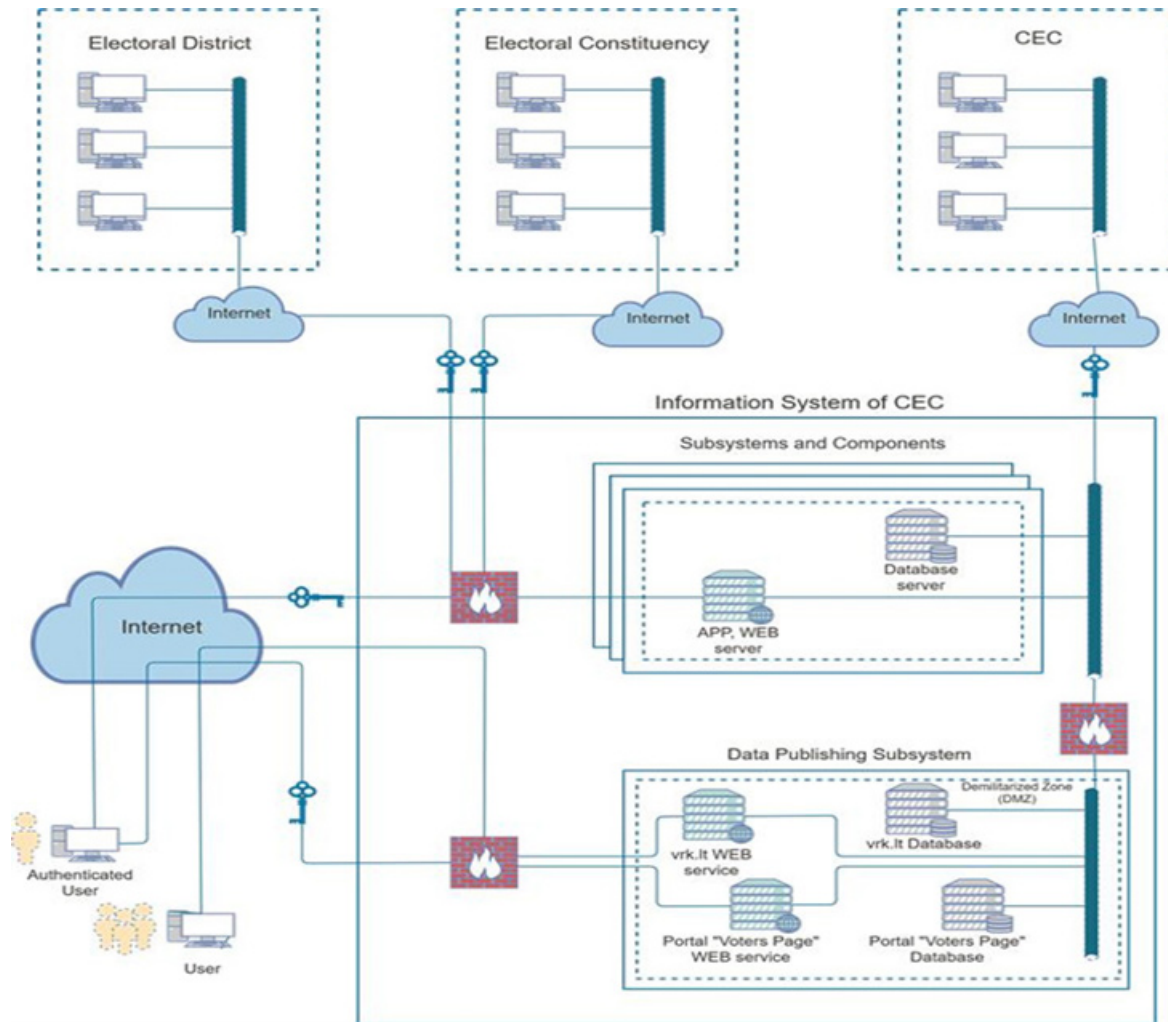 Electoral District
Electoral Constituency
CEC
Internet
Internet
Internet
Information System of CEC
Subsystems and Components
Database
server
APP, WEB
server
Internet
Data Publishing Subsystem
Demilitarized Zone
(DMZ)
vrk.lt WEB
service
vrk.lt Database
Portal "Voters Page"
WEB service
Portal "Voters Page"
Database
Authenticated
User
User